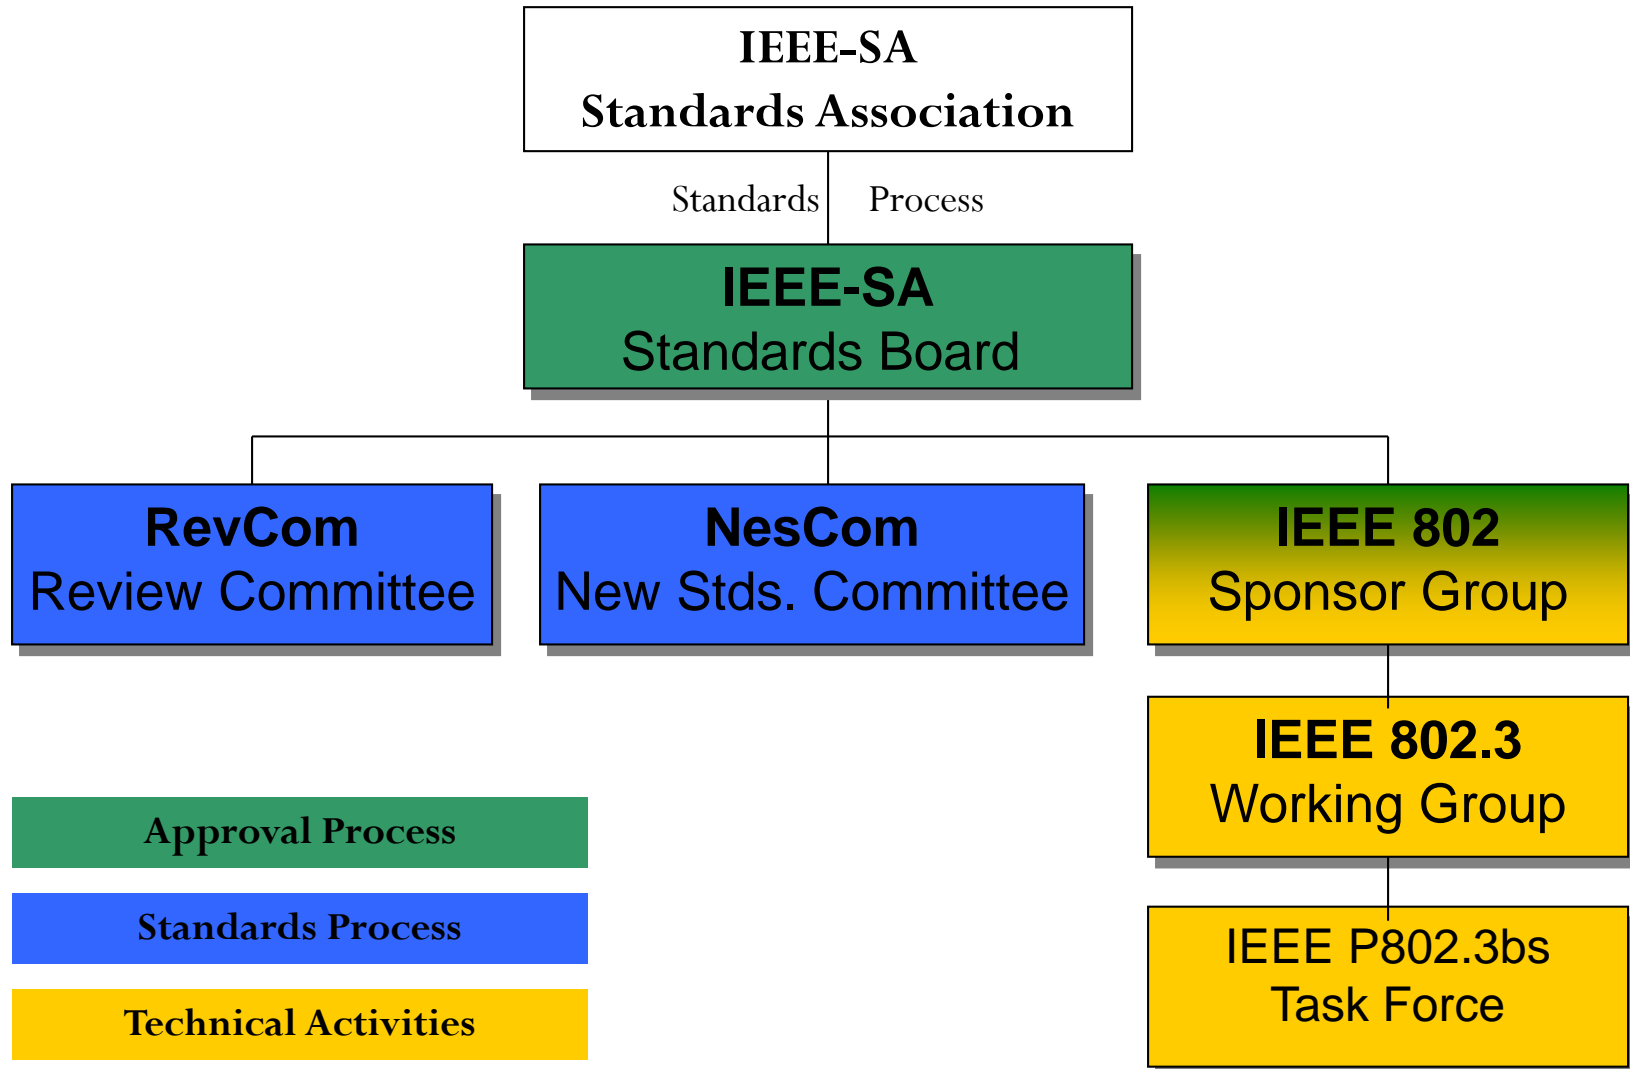 IEEE-SA
Standards Association
Standards Process
IEEE-SA
Standards Board
RevCom
Review Committee
NesCom
New Stds. Committee
IEEE 802
Sponsor Group
IEEE 802.3
Working Group
IEEE P802.3bs
Task Force
Approval Process
Standards Process
Technical Activities